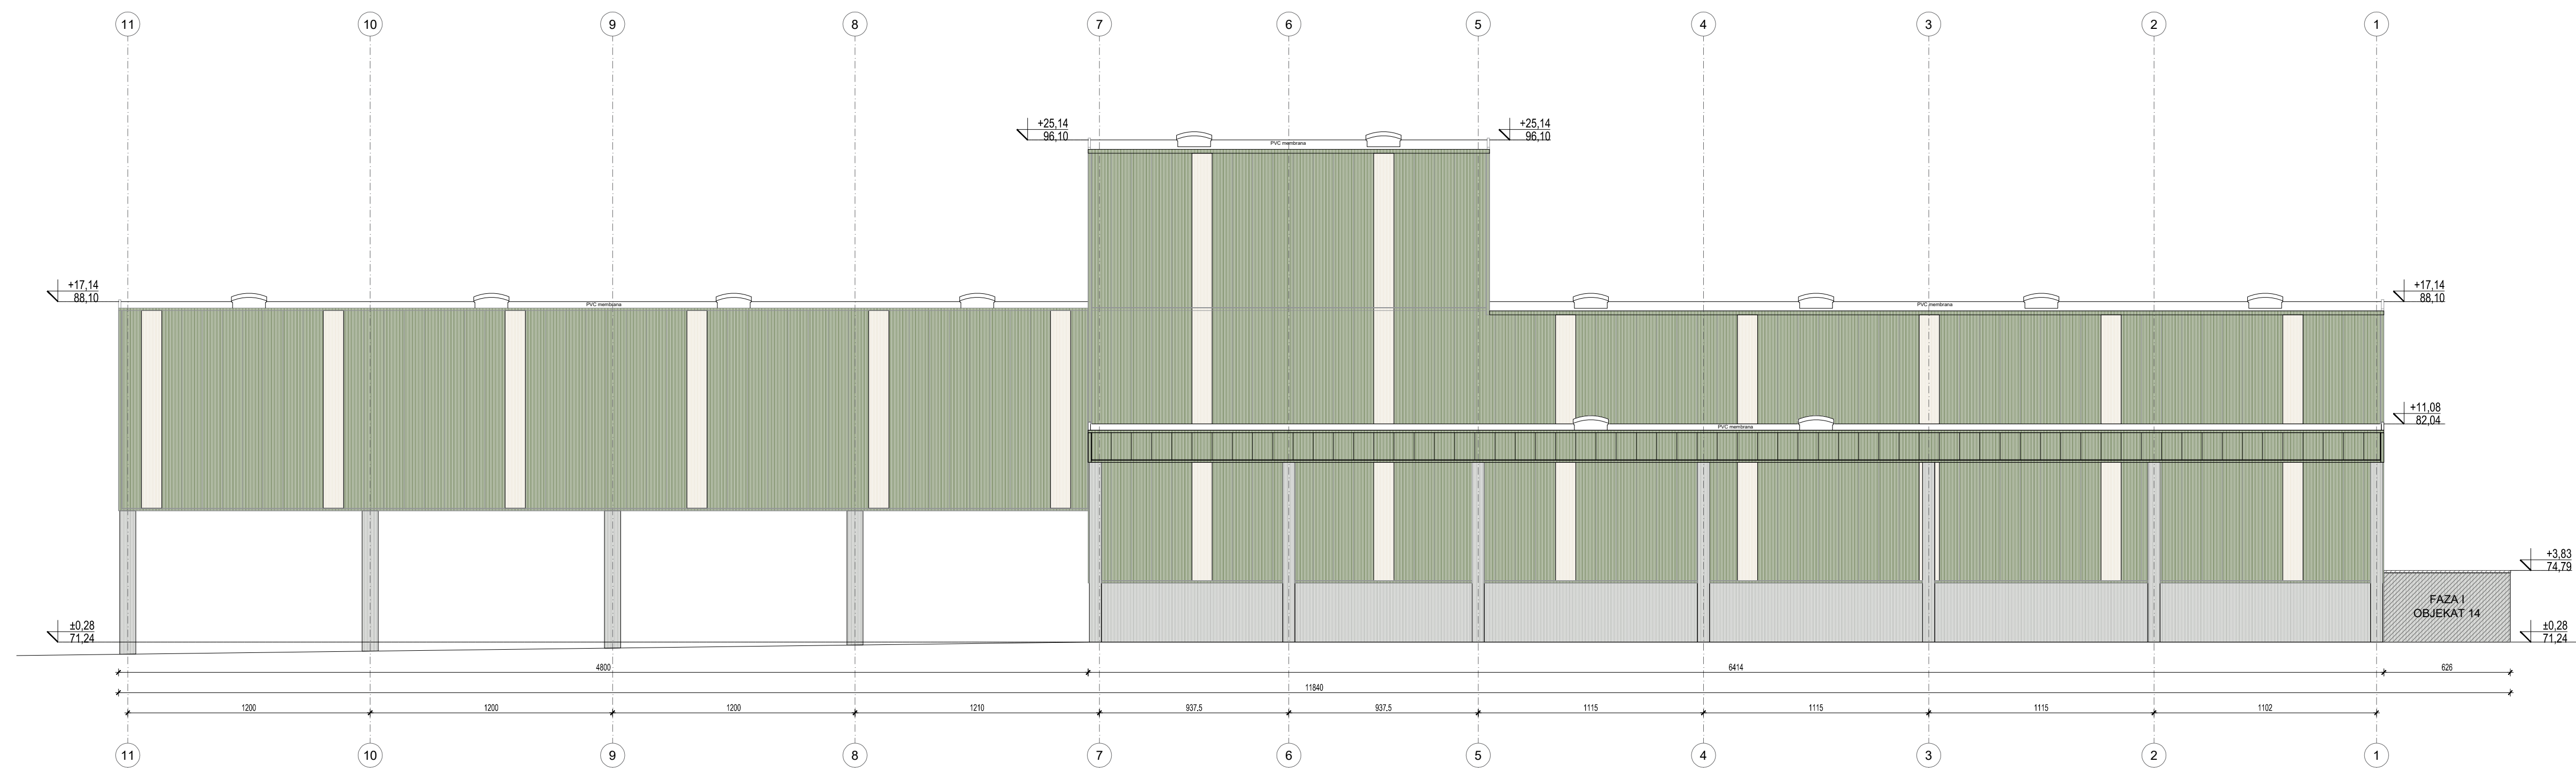 11 10 9 8 7 6 5 4 3 2 1
+25,14
96,10
+25,14
96,10
PVC membrana
+17,14
88,10
PVC membrana
PVC membrana
+17,14
88,10
+11,08
82,04
PVC membrana
+3,83
74,79
FAZA I
OBJEKAT 14
±0,28
71,24
±0,28
71,24
4800 6414 626
11840
1200 1200 1200 1210 937,5 937,5 1115 1115 1115 1102
11 10 9 8 7 6 5 4 3 2 1